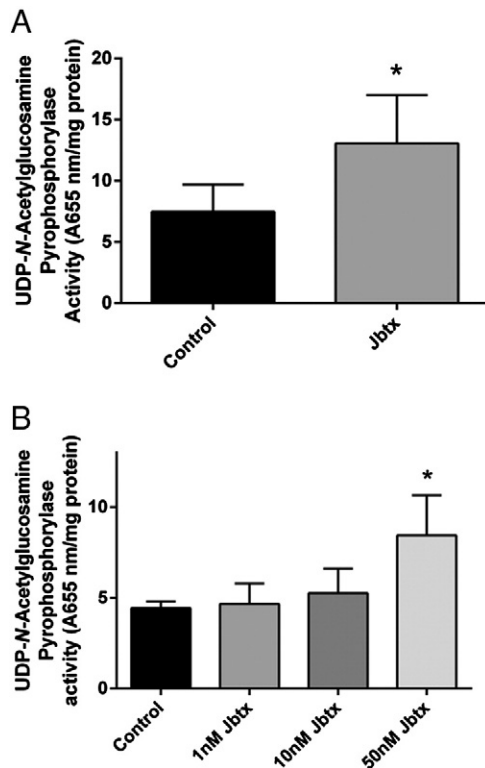 A
UDP-N-Acetylglucosamine
Pyrophosphorylase
Activity (A655 nm/mg protein)
20
15
10
5
0
*
Control
Jbtx
B
UDP-N-Acetylglucosamine
Pyrophosphorylase
activity (A655 nm/mg protein)
10
5
0
*
Control
1nM Jbtx
10nM Jbtx
50nM Jbtx